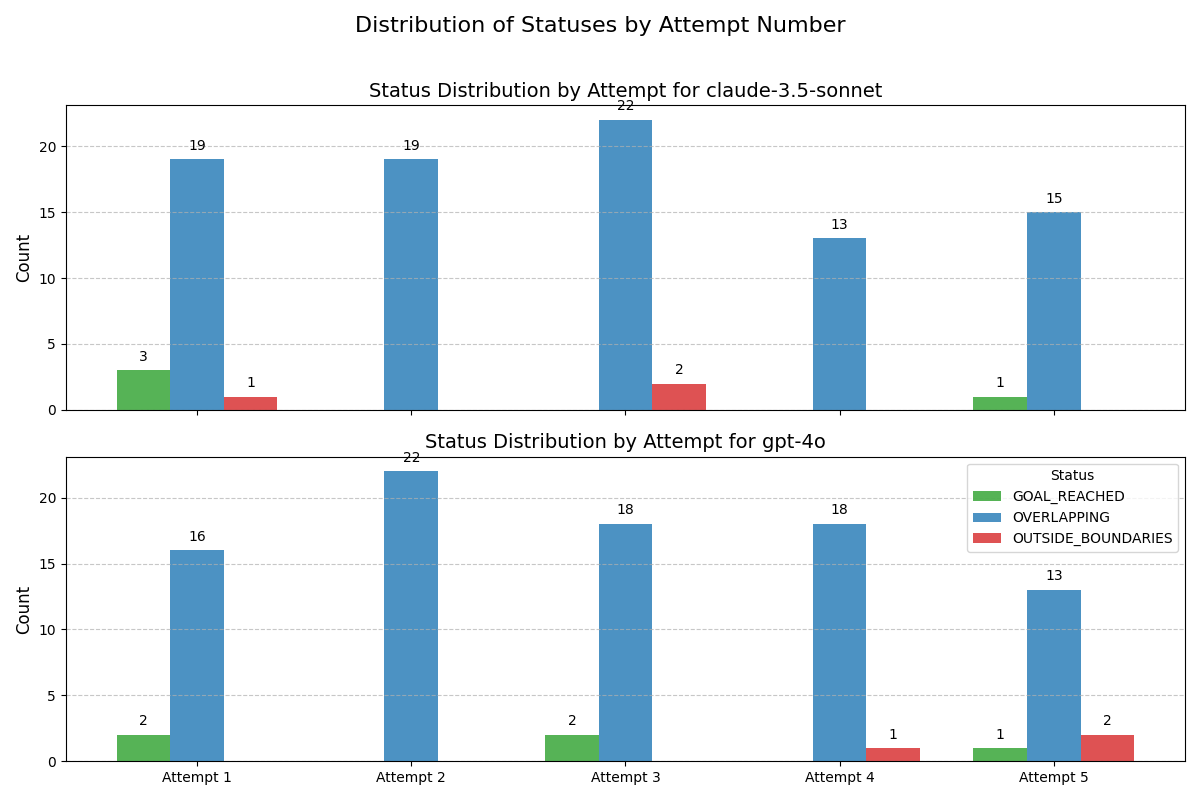 Distribution of Statuses by Attempt Number
Status Distribution by Attempt for claude-3.5-sonnet
Count
20
15
10
5
0
3
19
1
19
22
2
13
1
15
Status Distribution by Attempt for gpt-4o
Count
20
15
10
5
0
2
16
22
2
18
18
1
1
13
2
Status
GOAL_REACHED
OVERLAPPING
OUTSIDE_BOUNDARIES
Attempt 1
Attempt 2
Attempt 3
Attempt 4
Attempt 5